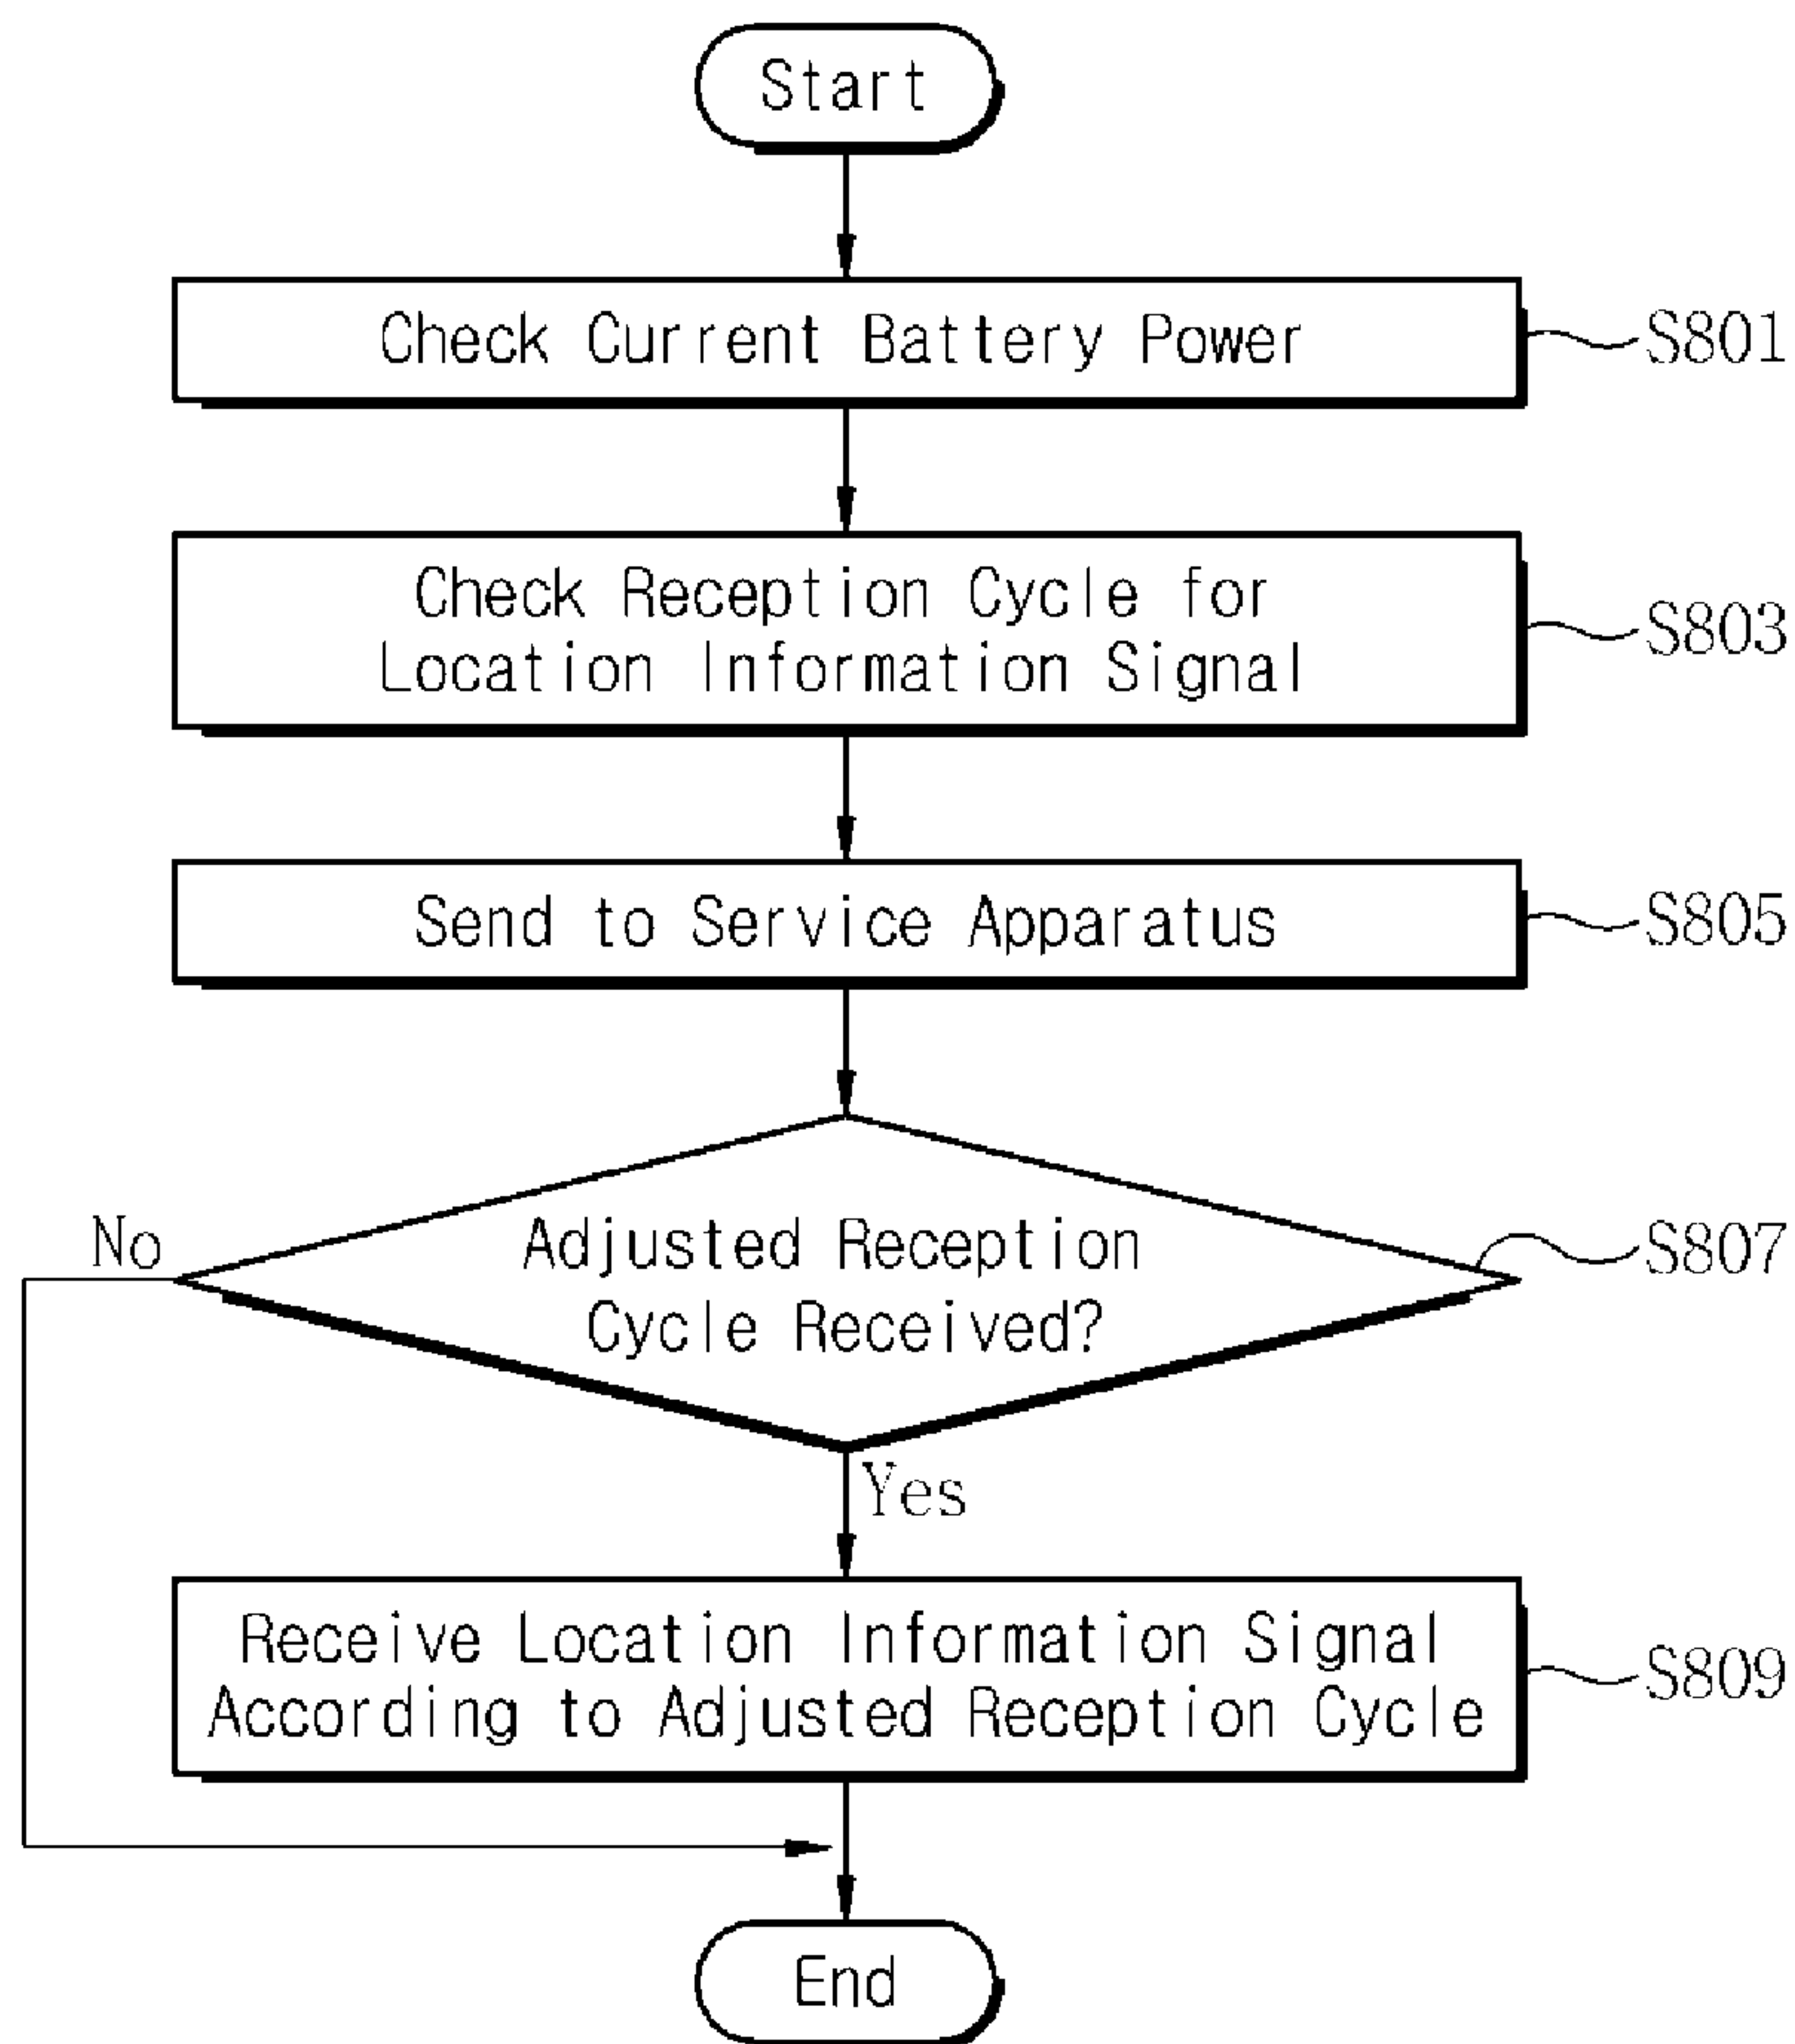 Start
Check Current Battery Power
S801
Check Reception Cycle for
Location Information Signal
S803
Send to Service Apparatus
S805
No
Adjusted Reception
Cycle Received?
S807
Yes
Receive Location Information Signal
According to Adjusted Reception Cycle
S809
End